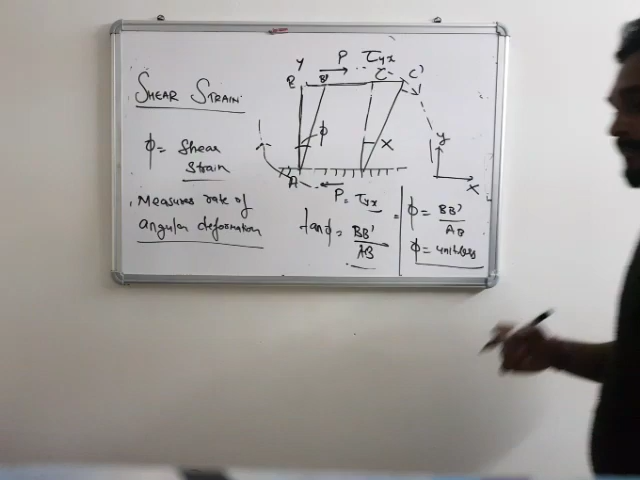 SHEAR STRAIN
ϕ = Shear
Strain
Measures rate of
angular deformation
y
P
τyx
B
B'
C
C'
ϕ
A
P = τyx
tanϕ = BB'
AB
ϕ = BB'
AB
ϕ = unitless
y
x